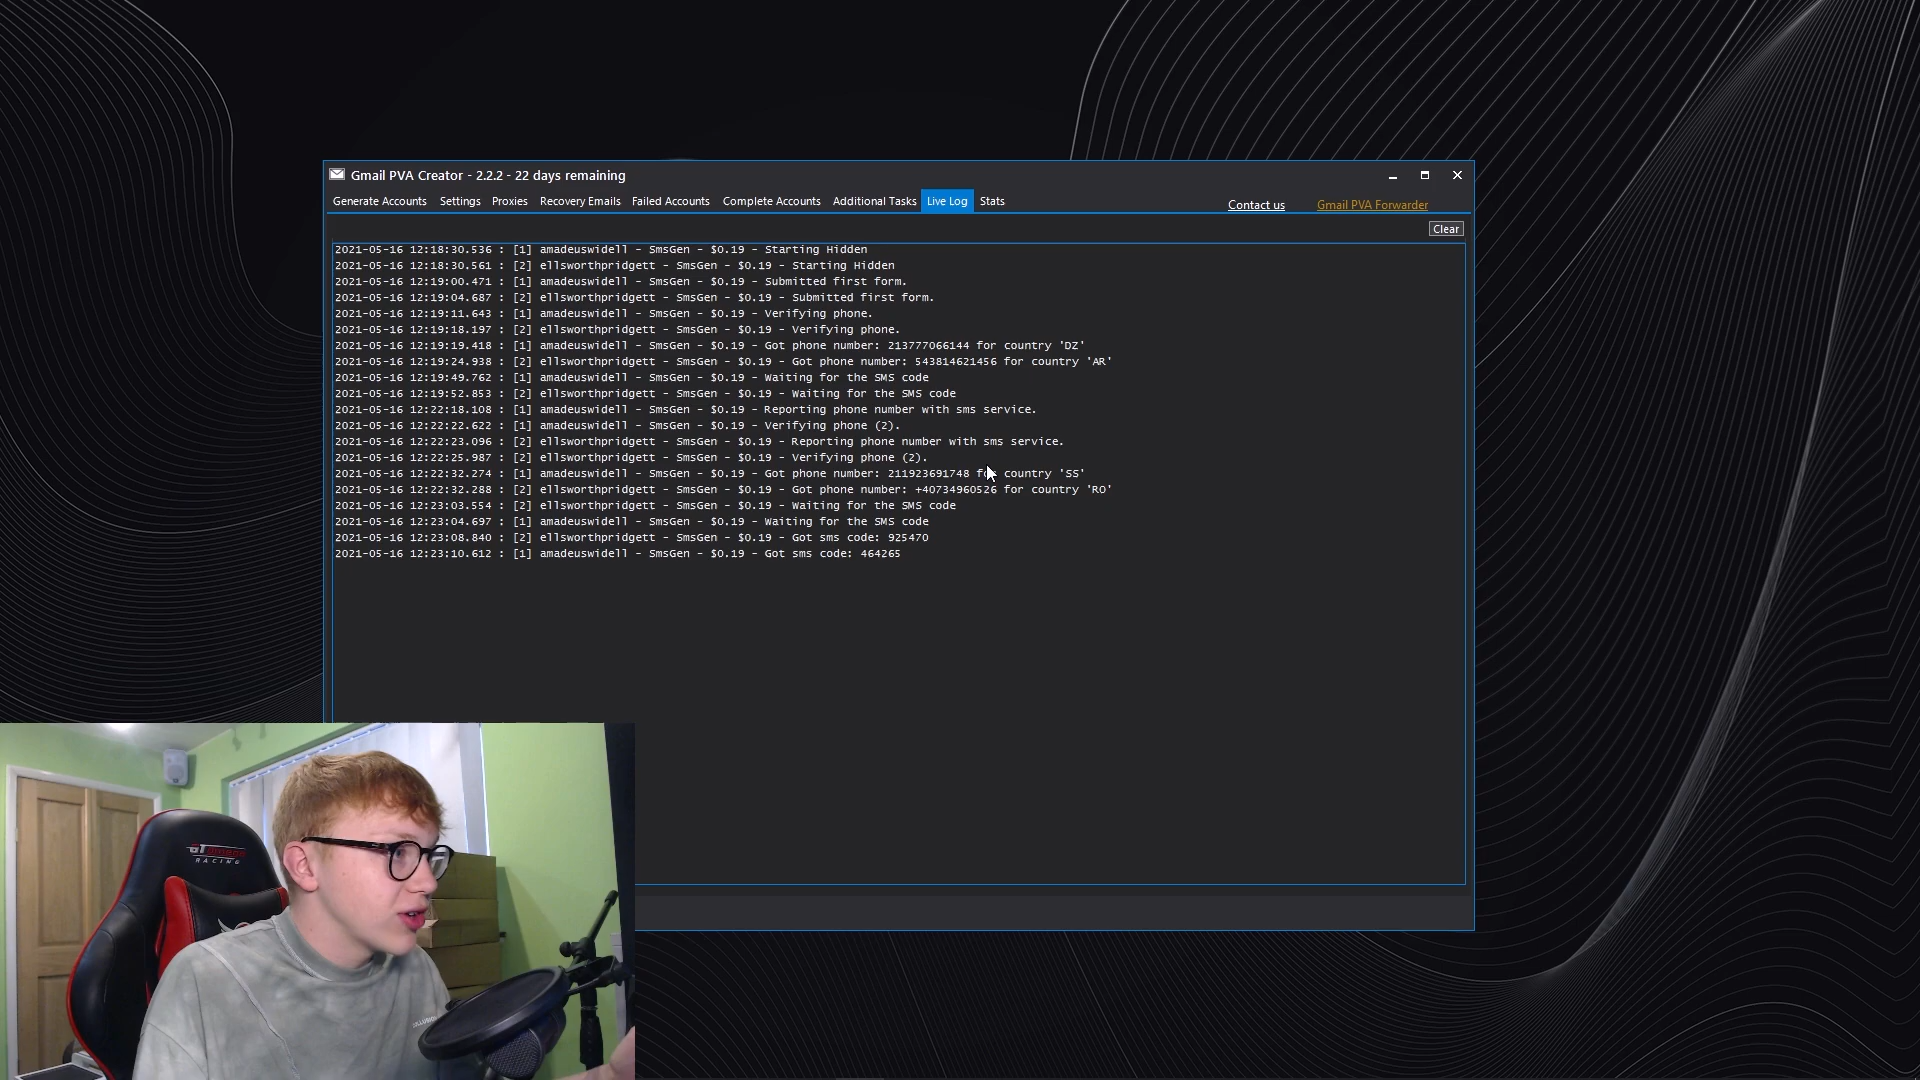 Gmail PVA Creator - 2.2.2 - 22 days remaining
Generate Accounts Settings Proxies Recovery Emails Failed Accounts Complete Accounts Additional Tasks Live Log Stats Contact us Gmail PVA Forwarder
Clear
2021-05-16 12:18:30.536 : [1] amadeuswidell - SmsGen - $0.19 - Starting Hidden
2021-05-16 12:18:30.561 : [2] ellsworthpridgett - SmsGen - $0.19 - Starting Hidden
2021-05-16 12:19:00.471 : [1] amadeuswidell - SmsGen - $0.19 - Submitted first form.
2021-05-16 12:19:04.687 : [2] ellsworthpridgett - SmsGen - $0.19 - Submitted first form.
2021-05-16 12:19:11.643 : [1] amadeuswidell - SmsGen - $0.19 - Verifying phone.
2021-05-16 12:19:18.197 : [2] ellsworthpridgett - SmsGen - $0.19 - Verifying phone.
2021-05-16 12:19:19.418 : [1] amadeuswidell - SmsGen - $0.19 - Got phone number: 213777066144 for country 'DZ'
2021-05-16 12:19:24.938 : [2] ellsworthpridgett - SmsGen - $0.19 - Got phone number: 543814621456 for country 'AR'
2021-05-16 12:19:49.762 : [1] amadeuswidell - SmsGen - $0.19 - Waiting for the SMS code
2021-05-16 12:19:52.853 : [2] ellsworthpridgett - SmsGen - $0.19 - Waiting for the SMS code
2021-05-16 12:22:18.108 : [1] amadeuswidell - SmsGen - $0.19 - Reporting phone number with sms service.
2021-05-16 12:22:22.622 : [1] amadeuswidell - SmsGen - $0.19 - Verifying phone (2).
2021-05-16 12:22:23.096 : [2] ellsworthpridgett - SmsGen - $0.19 - Reporting phone number with sms service.
2021-05-16 12:22:25.987 : [2] ellsworthpridgett - SmsGen - $0.19 - Verifying phone (2).
2021-05-16 12:22:32.274 : [1] amadeuswidell - SmsGen - $0.19 - Got phone number: 211923691748 for country 'SS'
2021-05-16 12:22:32.288 : [2] ellsworthpridgett - SmsGen - $0.19 - Got phone number: +40734960526 for country 'RO'
2021-05-16 12:23:03.554 : [2] ellsworthpridgett - SmsGen - $0.19 - Waiting for the SMS code
2021-05-16 12:23:04.697 : [1] amadeuswidell - SmsGen - $0.19 - Waiting for the SMS code
2021-05-16 12:23:08.840 : [2] ellsworthpridgett - SmsGen - $0.19 - Got sms code: 925470
2021-05-16 12:23:10.612 : [1] amadeuswidell - SmsGen - $0.19 - Got sms code: 464265
GT omega
RACING